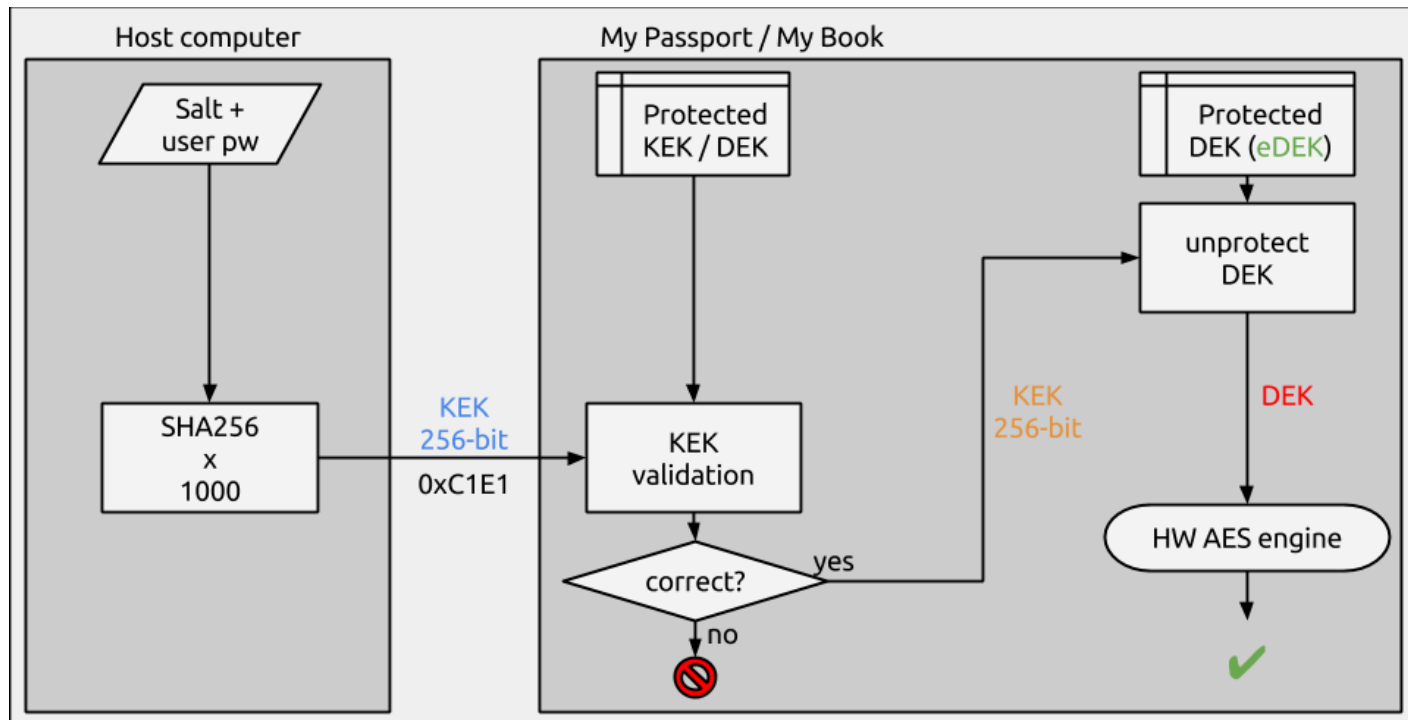 Host computer
My Passport / My Book
Salt +
user pw
Protected
KEK / DEK
Protected
DEK (eDEK)
unprotect
DEK
SHA256
x
1000
KEK
256-bit
0xC1E1
KEK
validation
KEK
256-bit
DEK
correct?
yes
no
HW AES engine